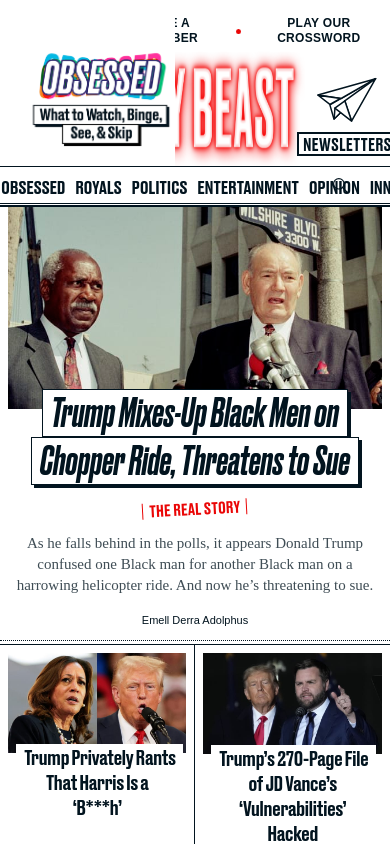 E A
BER
PLAY OUR
CROSSWORD
OBSESSED
What to Watch, Binge,
See, & Skip
Y BEAST
NEWSLETTERS
OBSESSED ROYALS POLITICS ENTERTAINMENT OPINION INN
WILSHIRE BLVD.
3300 W.
Trump Mixes-Up Black Men on
Chopper Ride, Threatens to Sue
THE REAL STORY
As he falls behind in the polls, it appears Donald Trump
confused one Black man for another Black man on a
harrowing helicopter ride. And now he’s threatening to sue.
Emell Derra Adolphus
Trump Privately Rants
That Harris Is a
‘B***h’
Trump’s 270-Page File
of JD Vance’s
‘Vulnerabilities’
Hacked